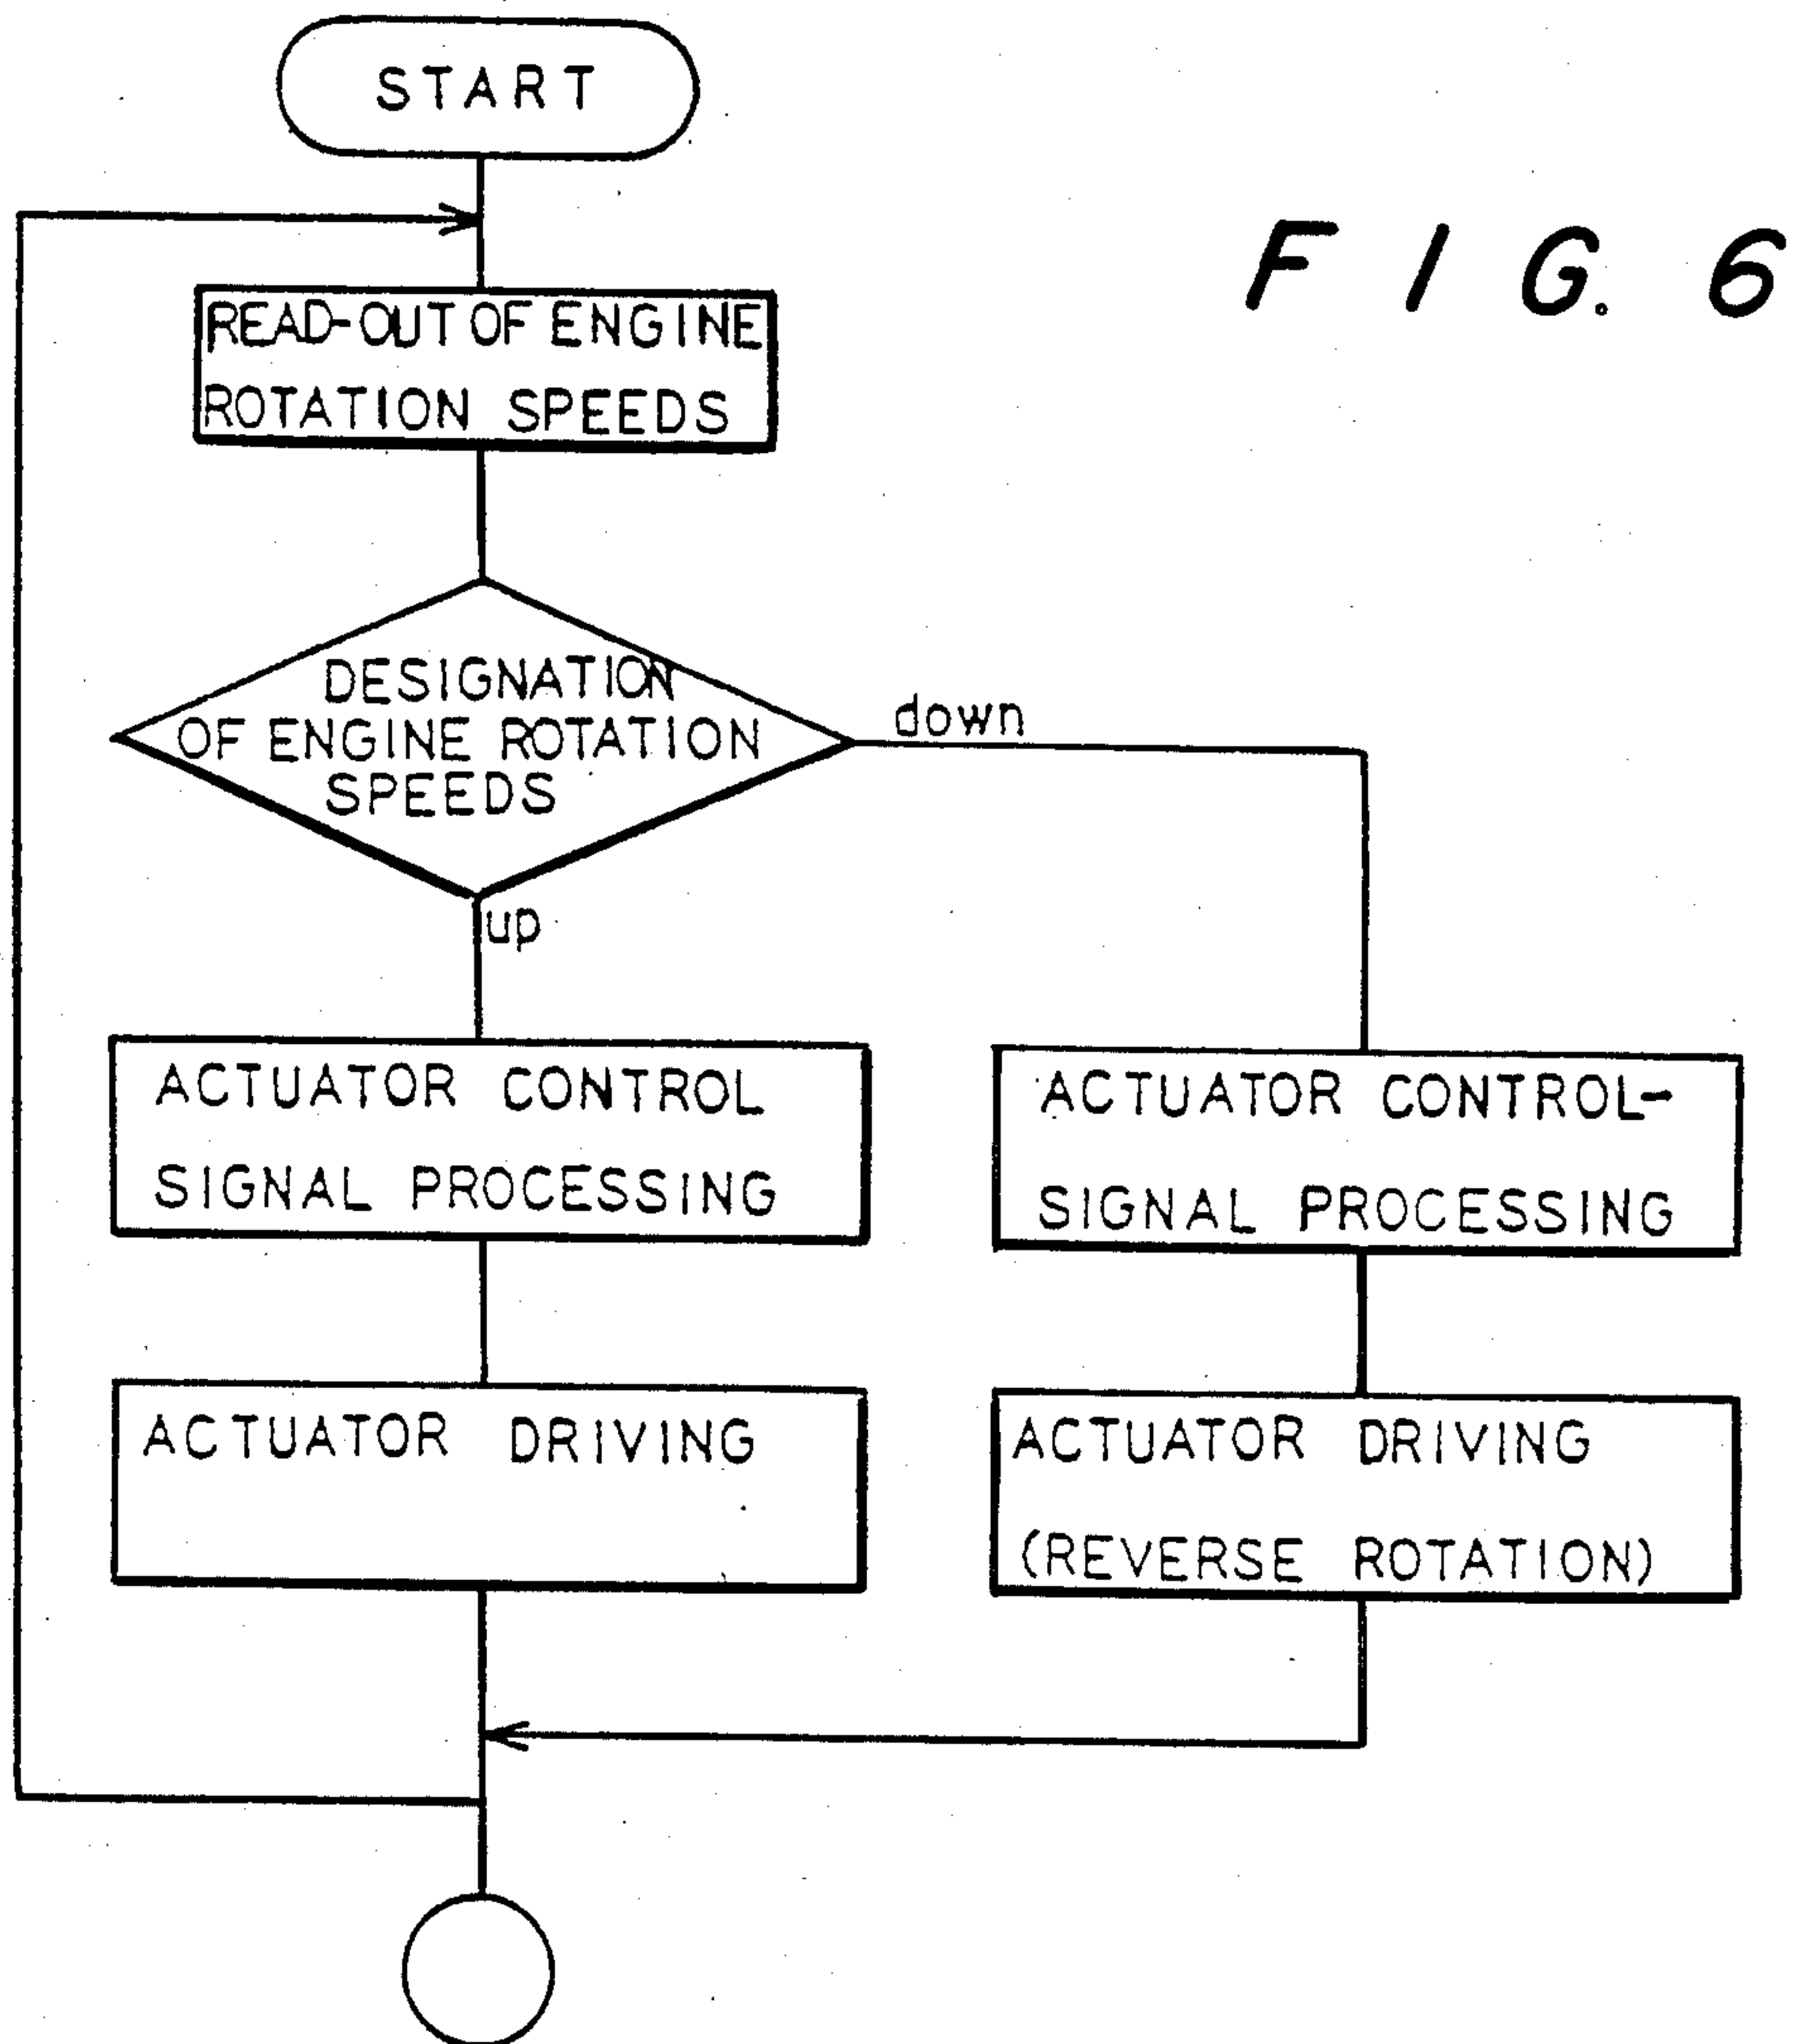 START
FIG. 6
READ-OUT OF ENGINE
ROTATION SPEEDS
DESIGNATION
OF ENGINE ROTATION
SPEEDS
down
up
ACTUATOR CONTROL
SIGNAL PROCESSING
ACTUATOR CONTROL-
SIGNAL PROCESSING
ACTUATOR DRIVING
ACTUATOR DRIVING
(REVERSE ROTATION)